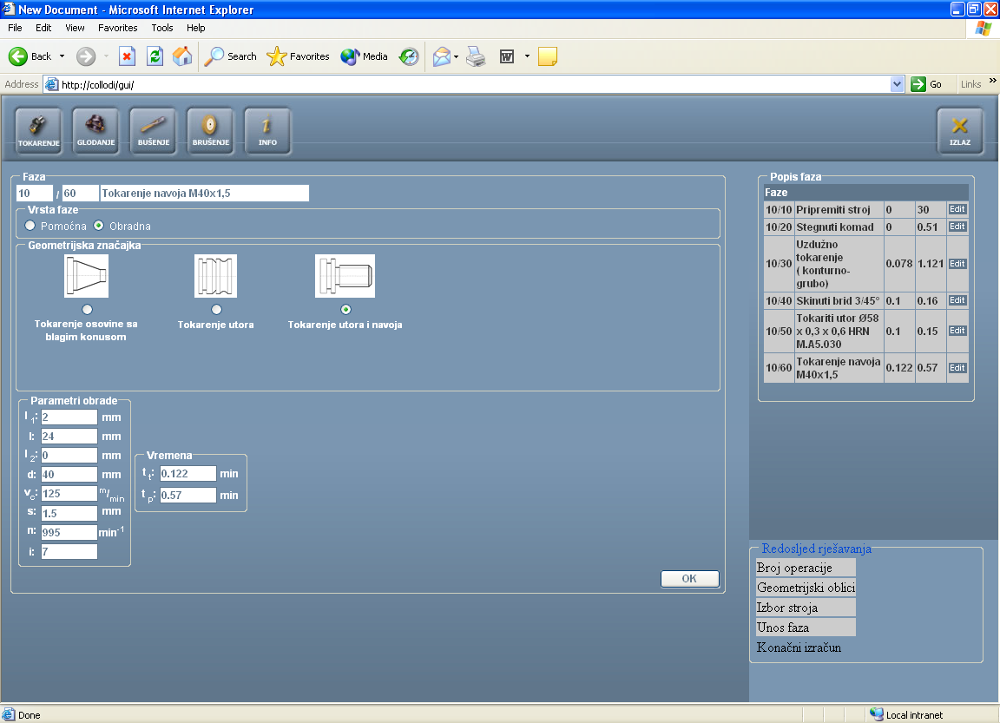 New Document - Microsoft Internet Explorer
File Edit View Favorites Tools Help
Back Search Favorites Media
Address http://collodi/gui/ Go Links »
TOKARENJE GLODANJE BUŠENJE BRUŠENJE INFO IZLAZ
Faza
10 / 60 Tokarenje navoja M40x1,5
Vrsta faze
Pomoćna Obradna
Geometrijska značajka
Tokarenje osovine sa
blagim konusom
Tokarenje utora
Tokarenje utora i navoja
Parametri obrade
l1: 2 mm
l: 24 mm
l2: 0 mm
d: 40 mm
vc: 125 m/min
s: 1.5 mm
n: 995 min-1
i: 7
Vremena
tt: 0.122 min
tp: 0.57 min
OK
Popis faza
Faze
10/10 Pripremiti stroj 0 30 Edit
10/20 Stegnuti komad 0 0.51 Edit
Uzdužno
tokarenje
10/30 0.078 1.121 Edit
( konturno-
grubo)
10/40 Skinuti brid 3/45° 0.1 0.16 Edit
Tokariti utor Ø58
10/50 x 0,3 x 0,6 HRN 0.1 0.15 Edit
M.A5.030
10/60 Tokarenje navoja 0.122 0.57 Edit
M40x1,5
Redosljed rješavanja
Broj operacije
Geometrijski oblici
Izbor stroja
Unos faza
Konačni izračun
Done Local intranet